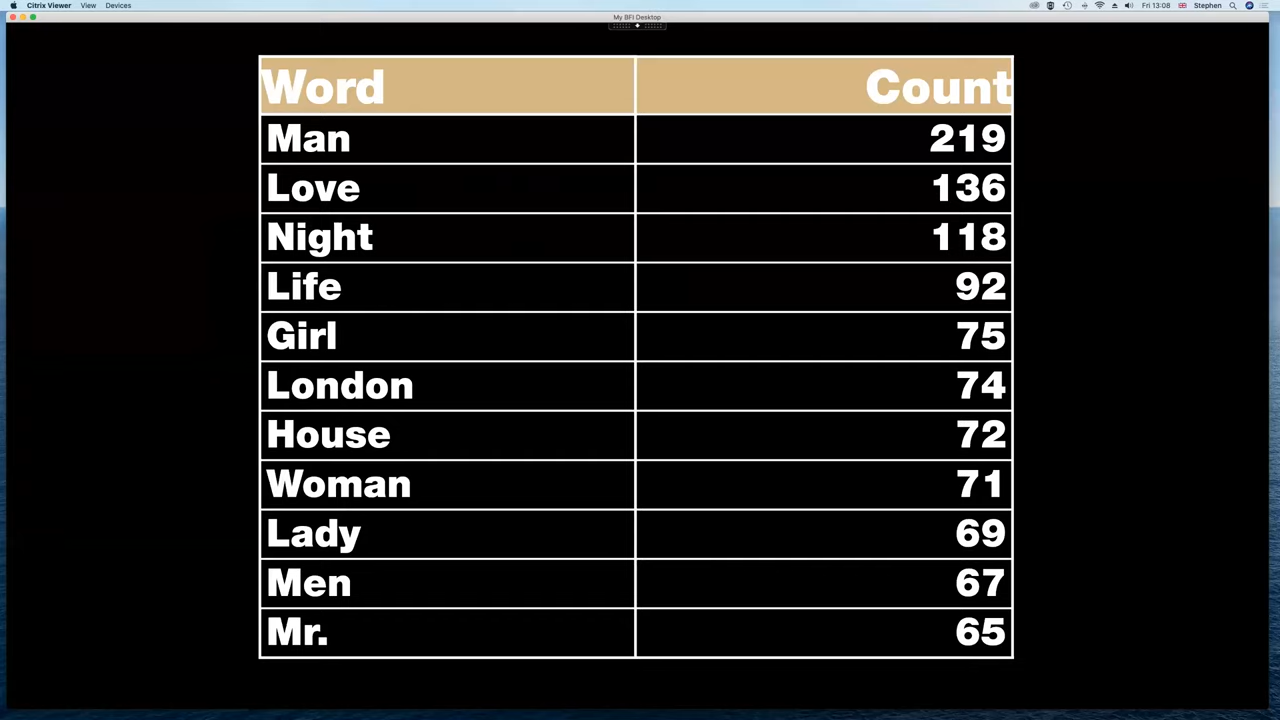 Citrix Viewer View Devices Fri 13:08 Stephen
My BFI Desktop
Word Count
Man 219
Love 136
Night 118
Life 92
Girl 75
London 74
House 72
Woman 71
Lady 69
Men 67
Mr. 65